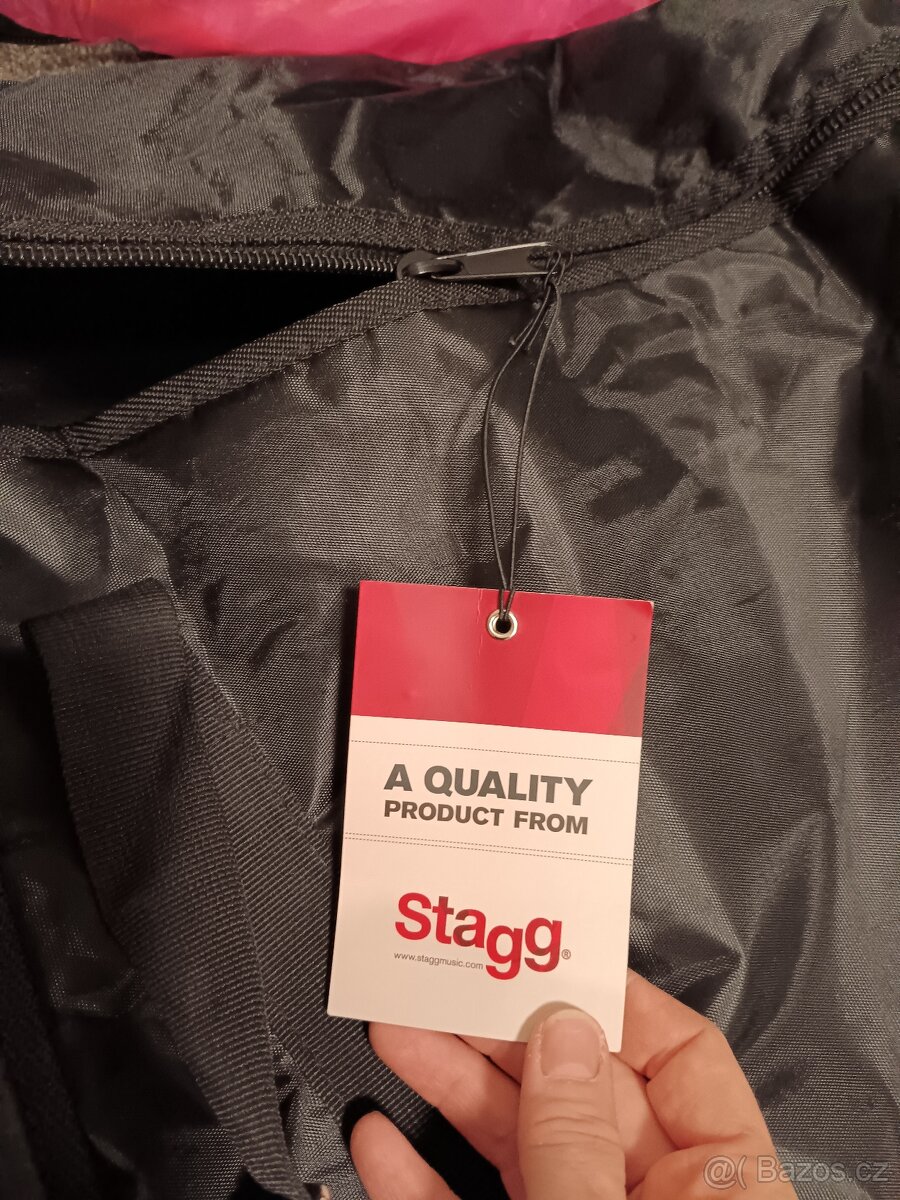 A QUALITY
PRODUCT FROM
Stagg®
www.staggmusic.com
@( Bazos.cz